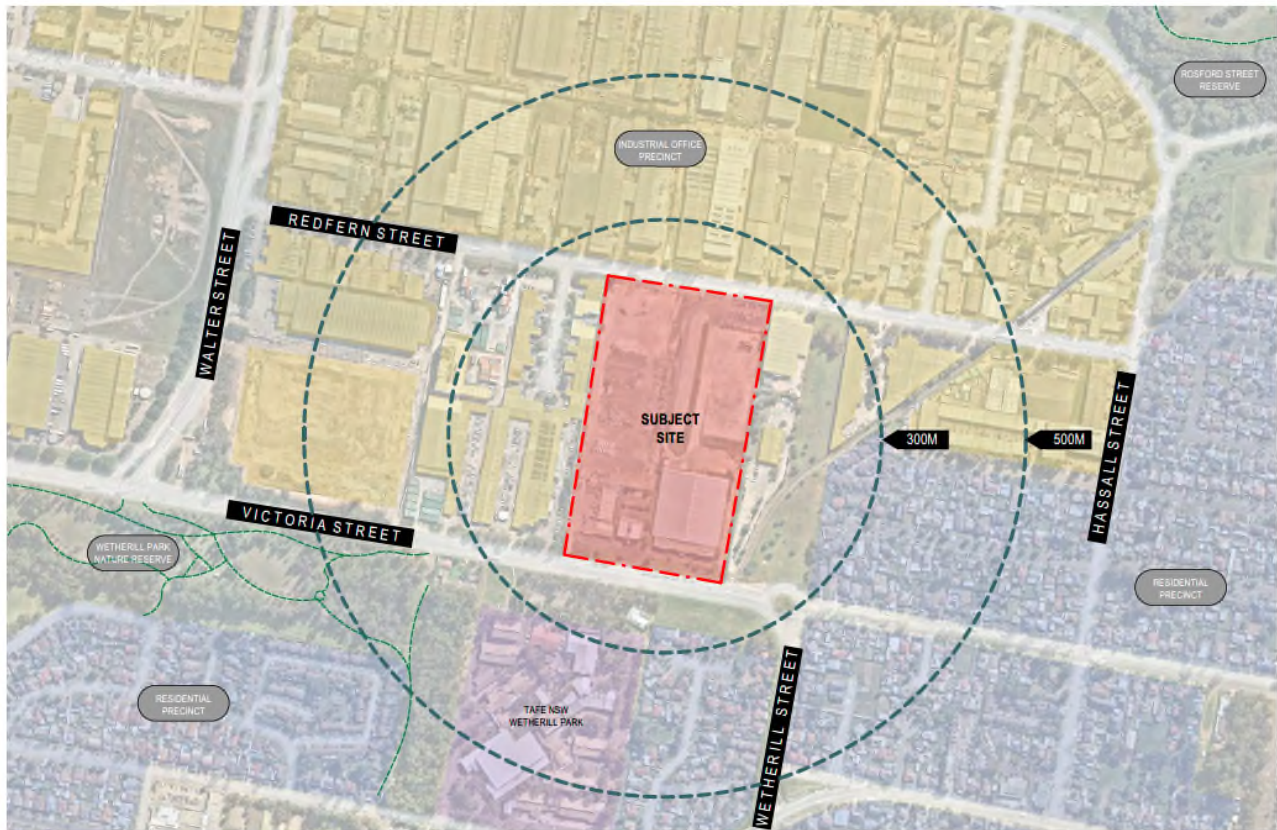 ROSFORD STREET
RESERVE
INDUSTRIAL OFFICE
PRECINCT
REDFERN STREET
WALTER STREET
SUBJECT
SITE
300M
500M
HASSALL STREET
VICTORIA STREET
WETHERILL PARK
NATURE RESERVE
RESIDENTIAL
PRECINCT
RESIDENTIAL
PRECINCT
TAFE NSW
WETHERILL PARK
WETHERILL STREET